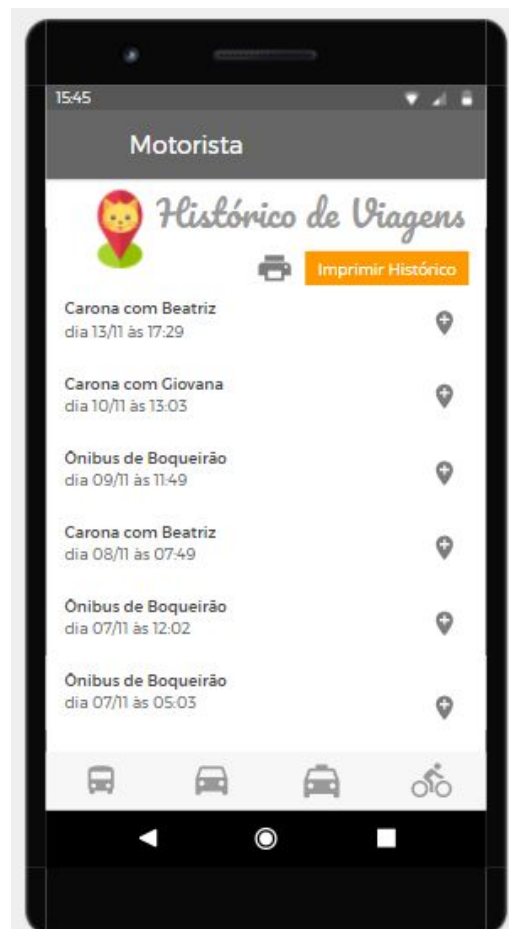 15:45
Motorista
Histórico de Viagens
Imprimir Histórico
Carona com Beatriz
dia 13/11 às 17:29
Carona com Giovana
dia 10/11 às 13:03
Ônibus de Boqueirão
dia 09/11 às 11:49
Carona com Beatriz
dia 08/11 às 07:49
Ônibus de Boqueirão
dia 07/11 às 12:02
Ônibus de Boqueirão
dia 07/11 às 05:03